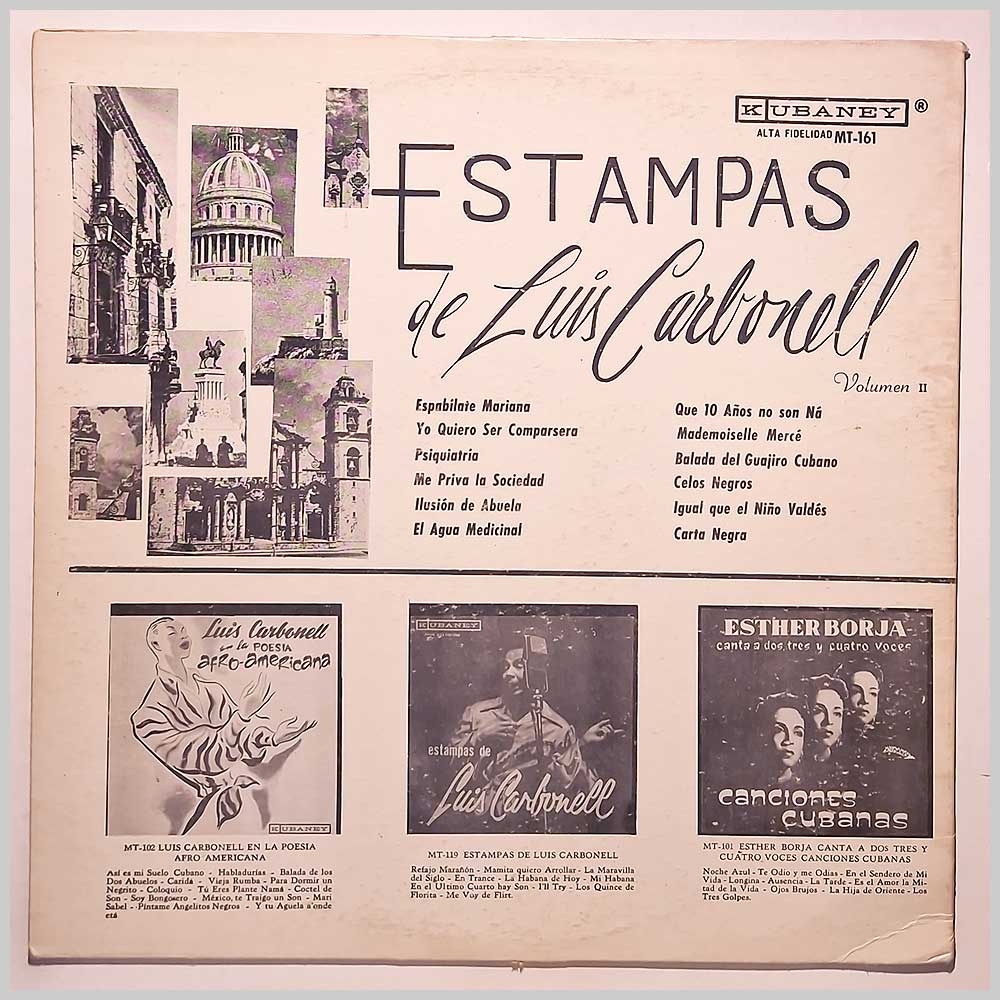 KUBANEY ®
ALTA FIDELIDAD MT-161
ESTAMPAS
de Luis Carbonell
Volumen II
Espabílate Mariana
Yo Quiero Ser Comparsera
Psiquiatría
Me Priva la Sociedad
Ilusión de Abuela
El Agua Medicinal
Que 10 Años no son Ná
Mademoiselle Mercé
Balada del Guajiro Cubano
Celos Negros
Igual que el Niño Valdés
Carta Negra
Luis Carbonell
en la POESIA
afro-americana
KUBANEY
MT-102 LUIS CARBONELL EN LA POESIA
AFRO AMERICANA
Así es mi Suelo Cubano - Habladurías - Balada de los
Dos Abuelos - Carida - Vieja Rumba - Para Dormir un
Negrito - Coloquio - Tú Eres Plante Namá - Coctel de
Son - Soy Bongosero - México, te Traigo un Son - Mari
Sabel - Píntame Angelitos Negros - Y tu Aguela a'onde
etá
KUBANEY
estampas de
Luis Carbonell
MT-119 ESTAMPAS DE LUIS CARBONELL
Refajo Marañón - Mamita quiero Arrollar - La Maravilla
del Siglo - En Trance - La Habana de Hoy - Mi Habana
En el Ultimo Cuarto hay Son - I'll Try - Los Quince de
Florita - Me Voy de Flirt.
ESTHER BORJA
canta a dos, tres y cuatro voces
canciones
cubanas
MT-101 ESTHER BORJA CANTA A DOS TRES Y
CUATRO VOCES CANCIONES CUBANAS
Noche Azul - Te Odio y me Odias - En el Sendero de Mi
Vida - Longina - Ausencia - La Tarde - Es el Amor la Mi-
tad de la Vida - Ojos Brujos - La Hija de Oriente - Los
Tres Golpes.